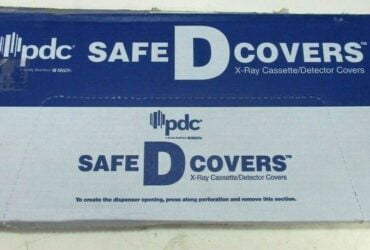 pdc
SAFE D COVERS™
X-Ray Cassette/Detector Covers
pdc
SAFE D COVERS™
X-Ray Cassette/Detector Covers
To create the dispenser opening, press along perforation and remove this section.